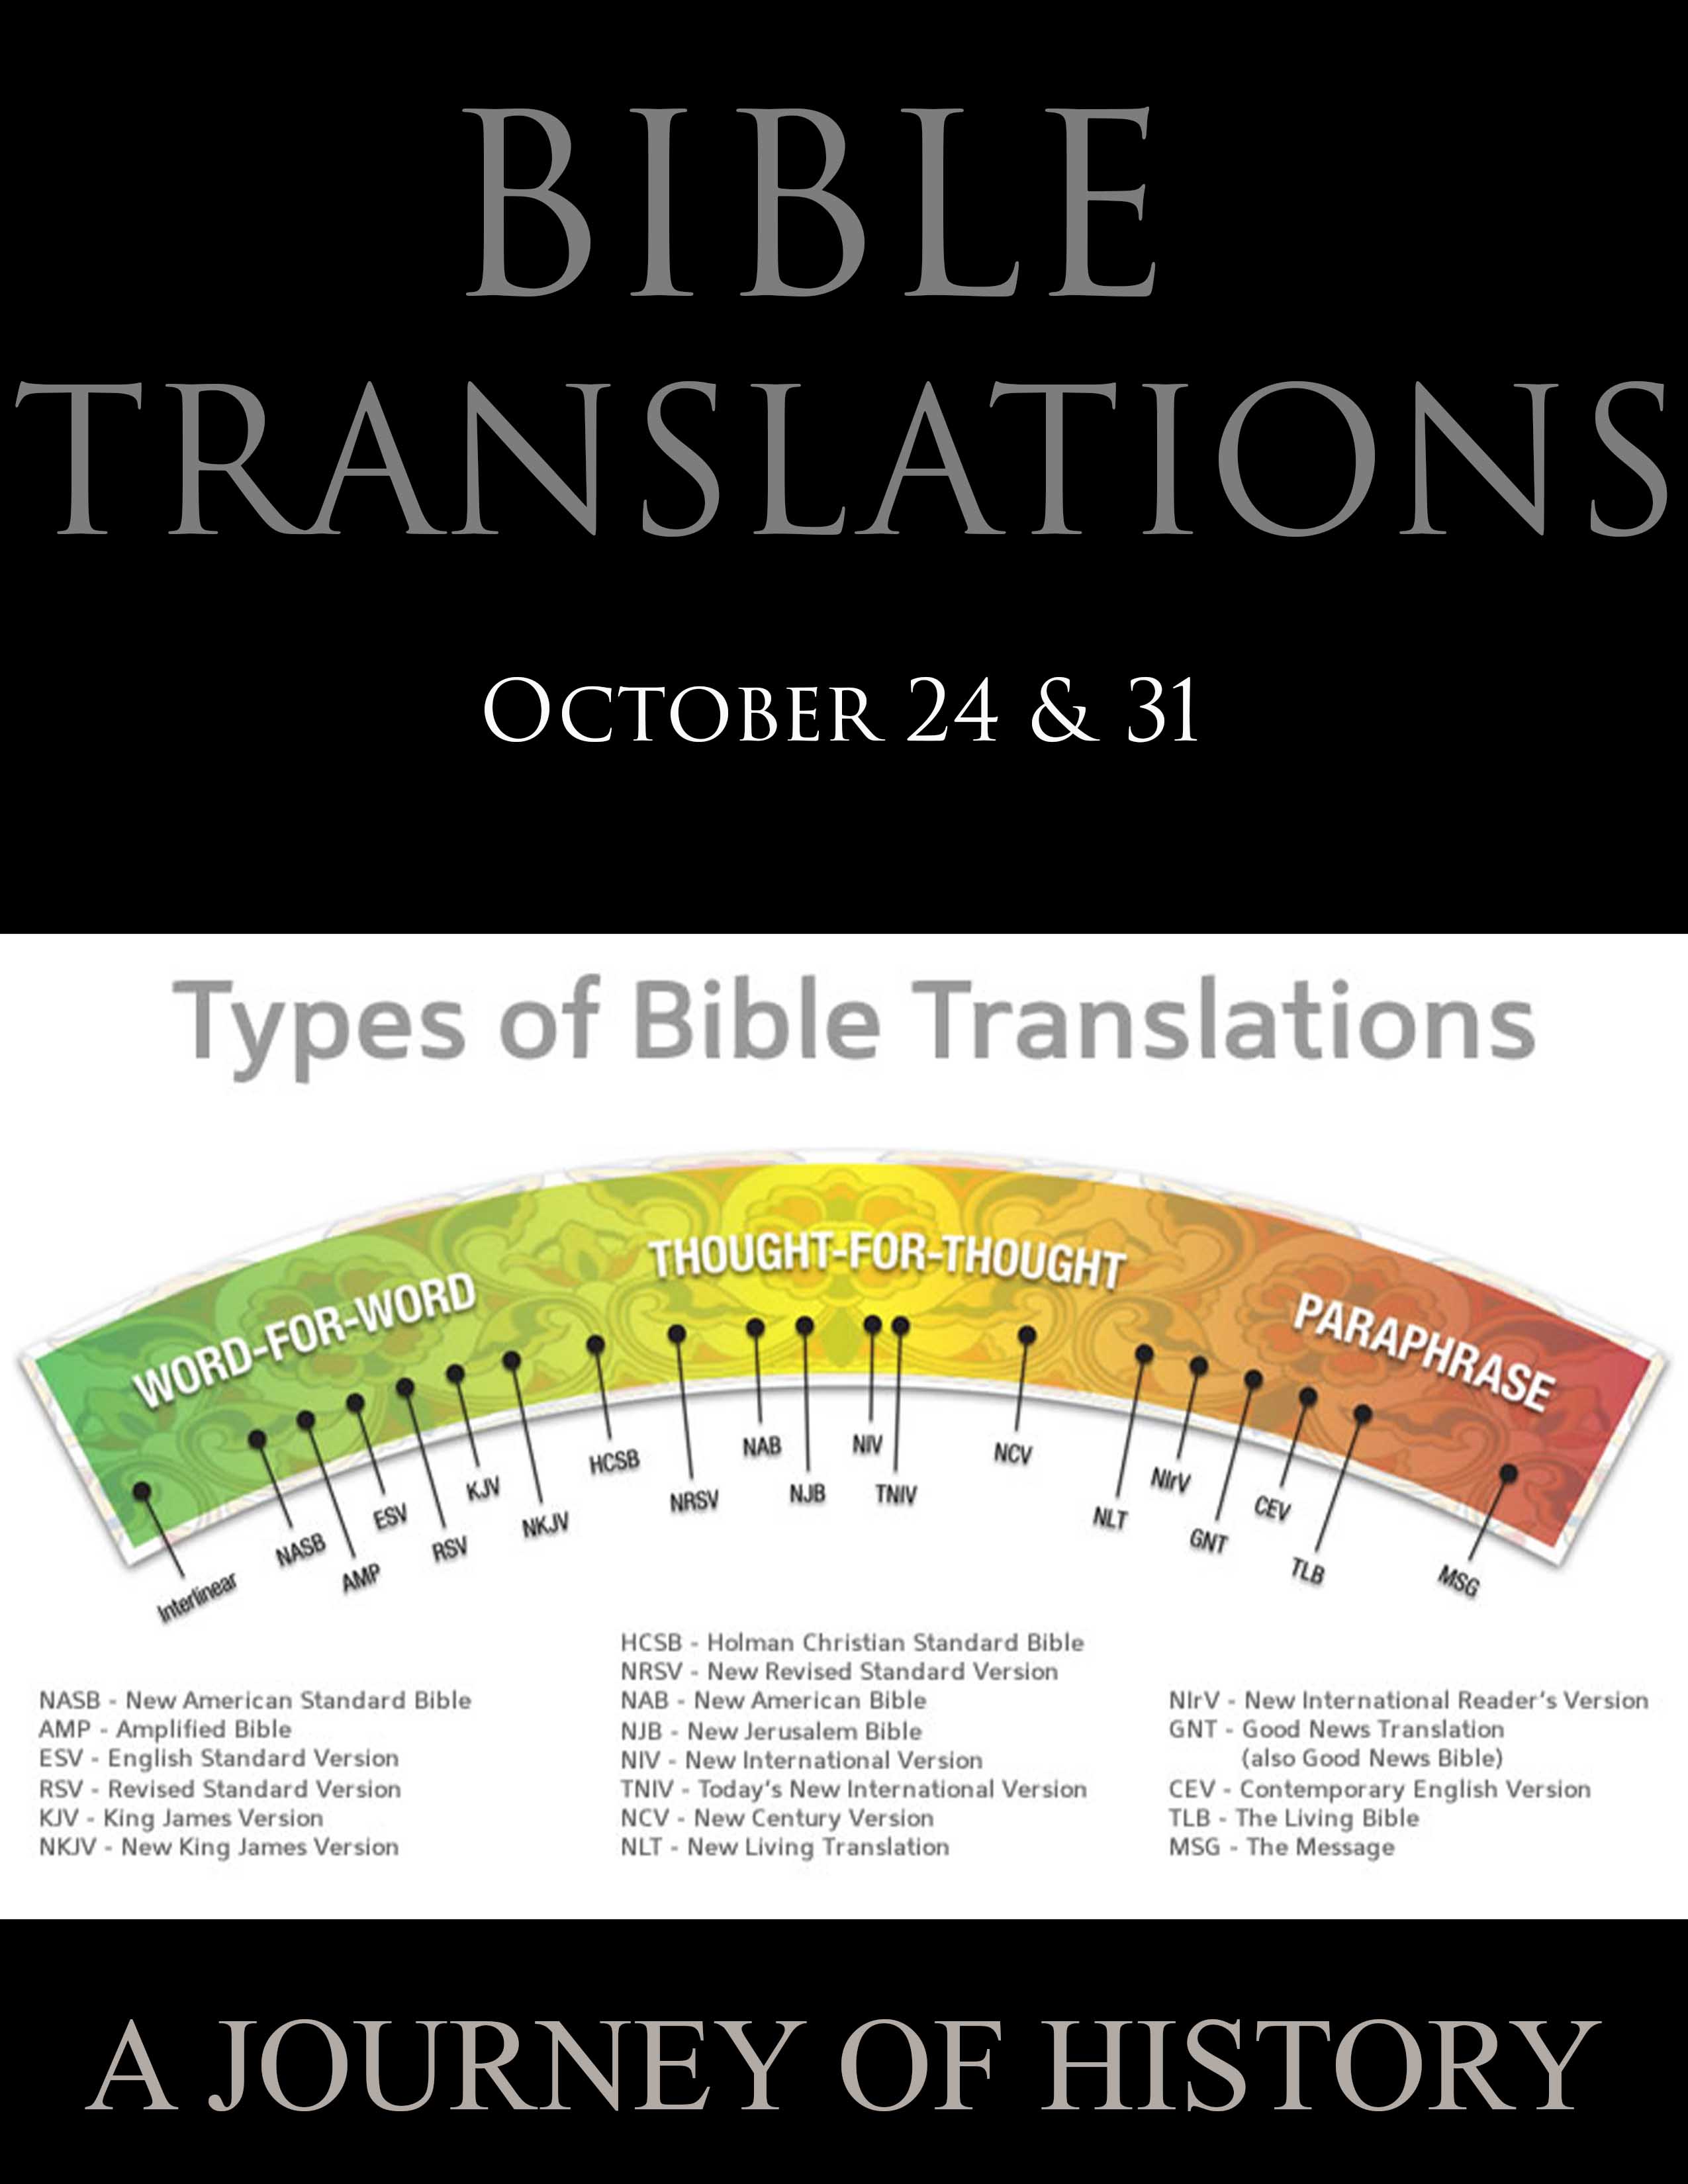 BIBLE
TRANSLATIONS
OCTOBER 24 & 31
Types of Bible Translations
WORD-FOR-WORD
THOUGHT-FOR-THOUGHT
PARAPHRASE
Interlinear
NASB
AMP
ESV
RSV
KJV
NKJV
HCSB
NRSV
NAB
NJB
NIV
TNIV
NCV
NLT
NIrV
GNT
CEV
TLB
MSG
NASB - New American Standard Bible
AMP - Amplified Bible
ESV - English Standard Version
RSV - Revised Standard Version
KJV - King James Version
NKJV - New King James Version
HCSB - Holman Christian Standard Bible
NRSV - New Revised Standard Version
NAB - New American Bible
NJB - New Jerusalem Bible
NIV - New International Version
TNIV - Today's New International Version
NCV - New Century Version
NLT - New Living Translation
NIrV - New International Reader's Version
GNT - Good News Translation
(also Good News Bible)
CEV - Contemporary English Version
TLB - The Living Bible
MSG - The Message
A JOURNEY OF HISTORY